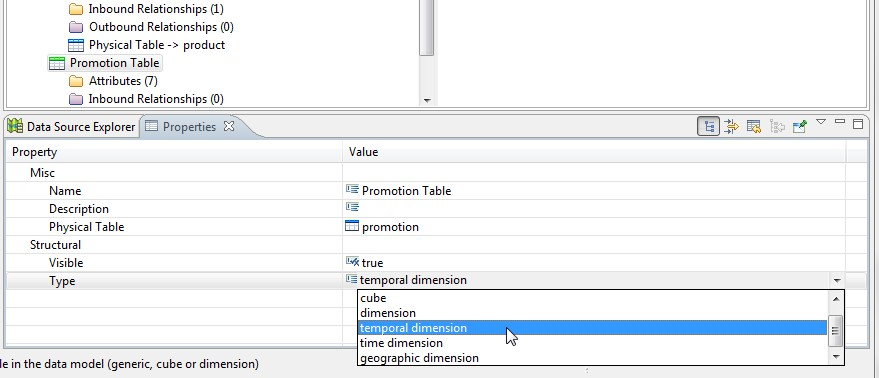 Inbound Relationships (1)
Outbound Relationships (0)
Physical Table -> product
Promotion Table
Attributes (7)
Inbound Relationships (0)
Data Source Explorer Properties
Property Value
Misc
Name Promotion Table
Description
Physical Table promotion
Structural
Visible true
Type temporal dimension
cube
dimension
temporal dimension
time dimension
geographic dimension
le in the data model (generic, cube or dimension)